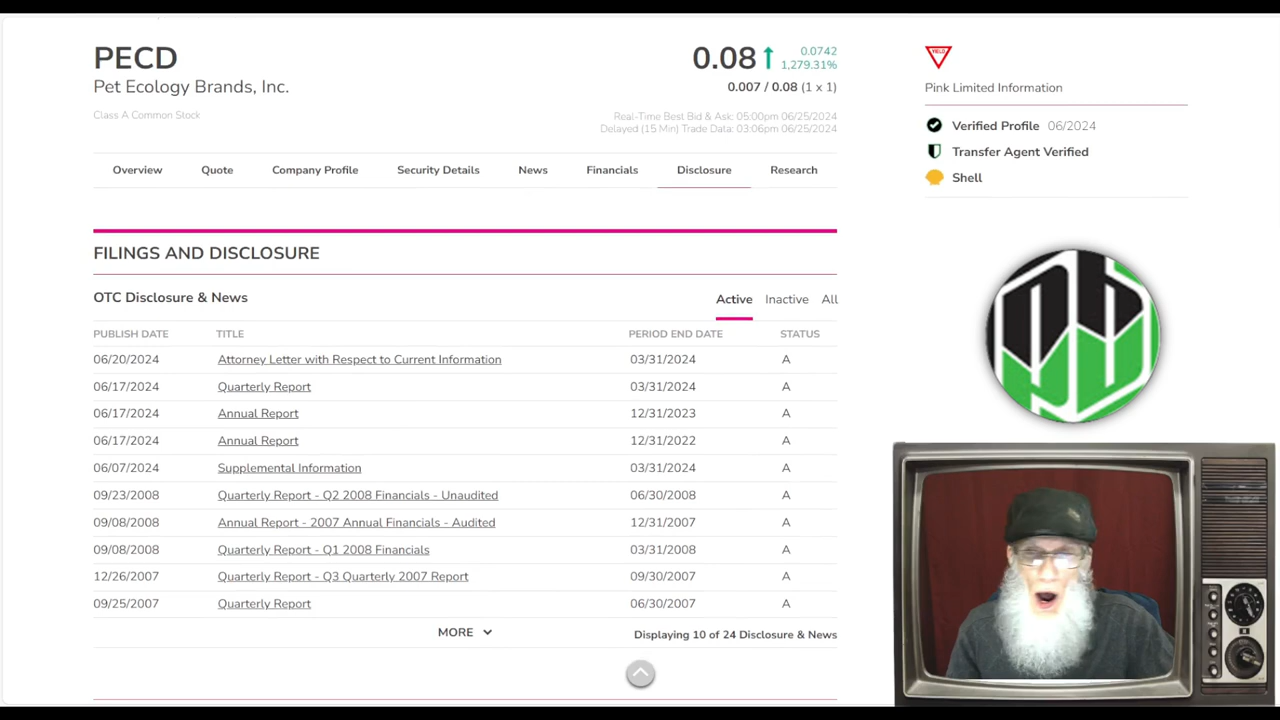 PECD
Pet Ecology Brands, Inc.
Class A Common Stock
0.08 0.0742
1,279.31%
0.007 / 0.08 (1 x 1)
Real-Time Best Bid & Ask: 05:00pm 06/25/2024
Delayed (15 Min) Trade Data: 03:06pm 06/25/2024
YIELD
Pink Limited Information
Verified Profile 06/2024
Transfer Agent Verified
Shell
Overview Quote Company Profile Security Details News Financials Disclosure Research
FILINGS AND DISCLOSURE
OTC Disclosure & News Active Inactive All
PUBLISH DATE TITLE PERIOD END DATE STATUS
06/20/2024 Attorney Letter with Respect to Current Information 03/31/2024 A
06/17/2024 Quarterly Report 03/31/2024 A
06/17/2024 Annual Report 12/31/2023 A
06/17/2024 Annual Report 12/31/2022 A
06/07/2024 Supplemental Information 03/31/2024 A
09/23/2008 Quarterly Report - Q2 2008 Financials - Unaudited 06/30/2008 A
09/08/2008 Annual Report - 2007 Annual Financials - Audited 12/31/2007 A
09/08/2008 Quarterly Report - Q1 2008 Financials 03/31/2008 A
12/26/2007 Quarterly Report - Q3 Quarterly 2007 Report 09/30/2007 A
09/25/2007 Quarterly Report 06/30/2007 A
MORE Displaying 10 of 24 Disclosure & News